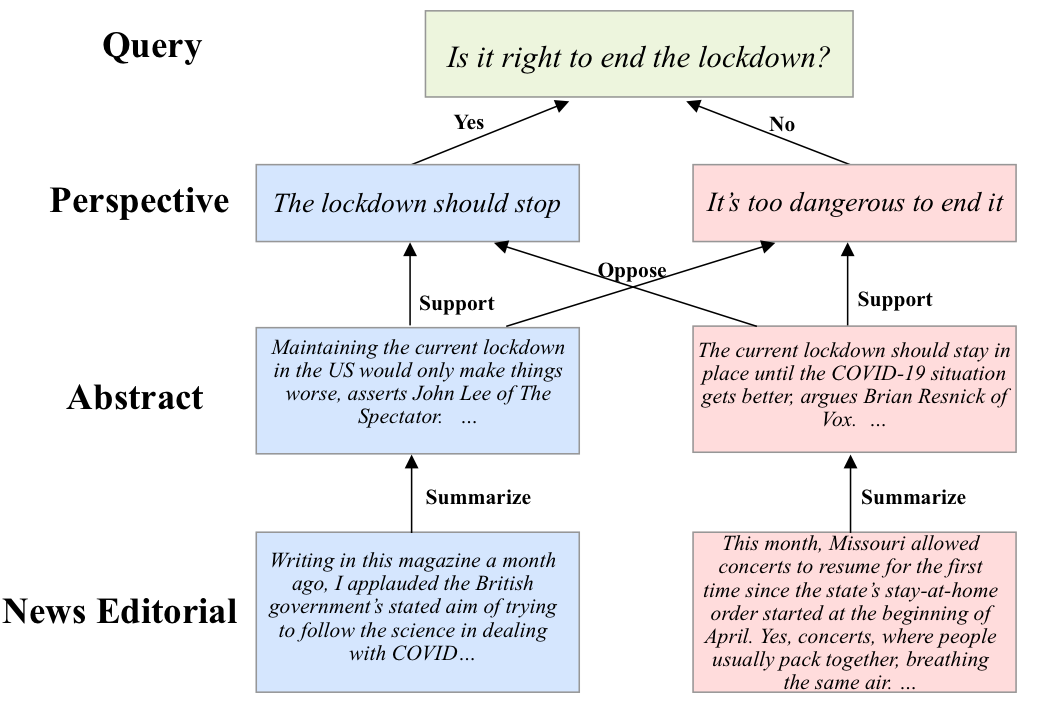 Query
Is it right to end the lockdown?
Yes
No
Perspective
The lockdown should stop
It's too dangerous to end it
Oppose
Support
Support
Abstract
Maintaining the current lockdown
in the US would only make things
worse, asserts John Lee of The
Spectator. ...
The current lockdown should stay in
place until the COVID-19 situation
gets better, argues Brian Resnick of
Vox. ...
Summarize
Summarize
News Editorial
Writing in this magazine a month
ago, I applauded the British
government's stated aim of trying
to follow the science in dealing
with COVID...
This month, Missouri allowed
concerts to resume for the first
time since the state's stay-at-home
order started at the beginning of
April. Yes, concerts, where people
usually pack together, breathing
the same air. ...